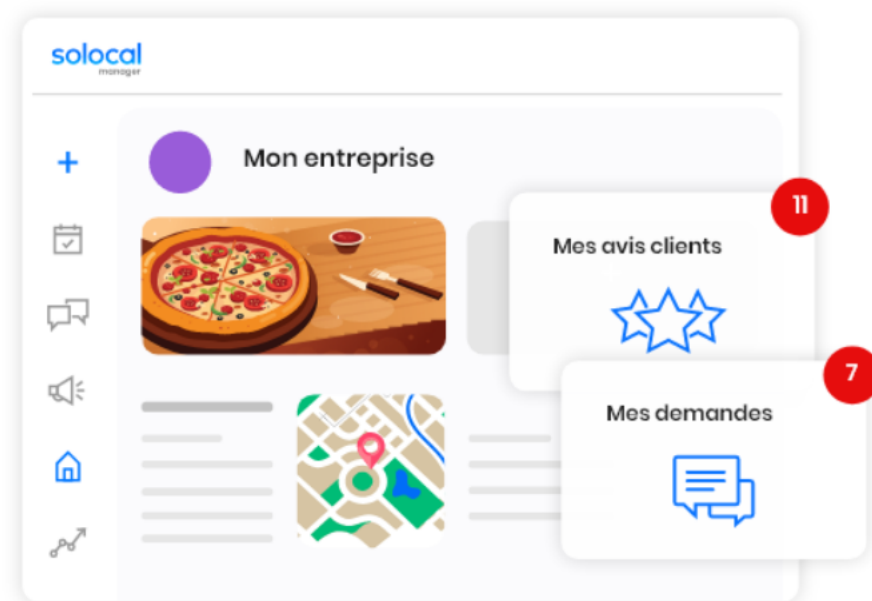 solocal
manager
Mon entreprise
11
Mes avis clients
7
Mes demandes